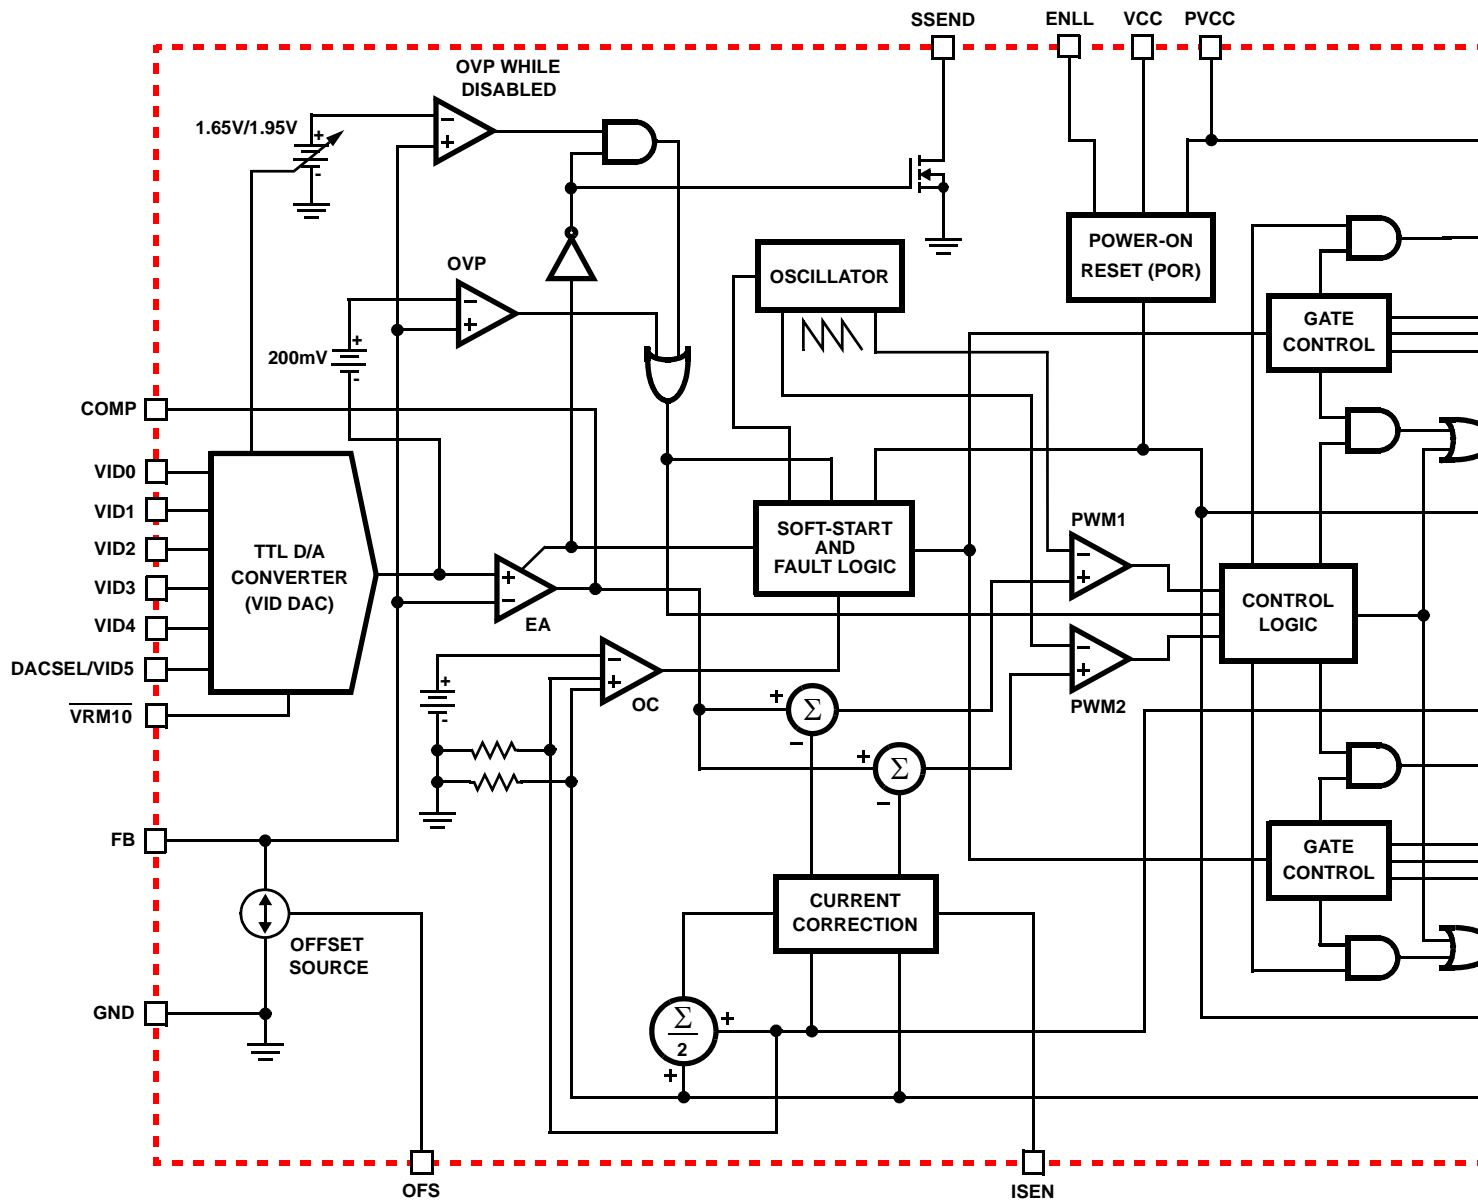 SSEND
ENLL
VCC
PVCC
OVP WHILE
DISABLED
1.65V/1.95V
+
-
−
+
POWER-ON
RESET (POR)
OVP
−
+
OSCILLATOR
GATE
CONTROL
200mV
+
-
COMP
VID0
VID1
VID2
VID3
VID4
DACSEL/VID5
VRM10
TTL D/A
CONVERTER
(VID DAC)
+
−
EA
SOFT-START
AND
FAULT LOGIC
PWM1
−
+
CONTROL
LOGIC
−
+
PWM2
+
-
−
+
OC
+
Σ
−
+
Σ
−
FB
GATE
CONTROL
CURRENT
CORRECTION
OFFSET
SOURCE
GND
Σ
2
+
+
OFS
ISEN